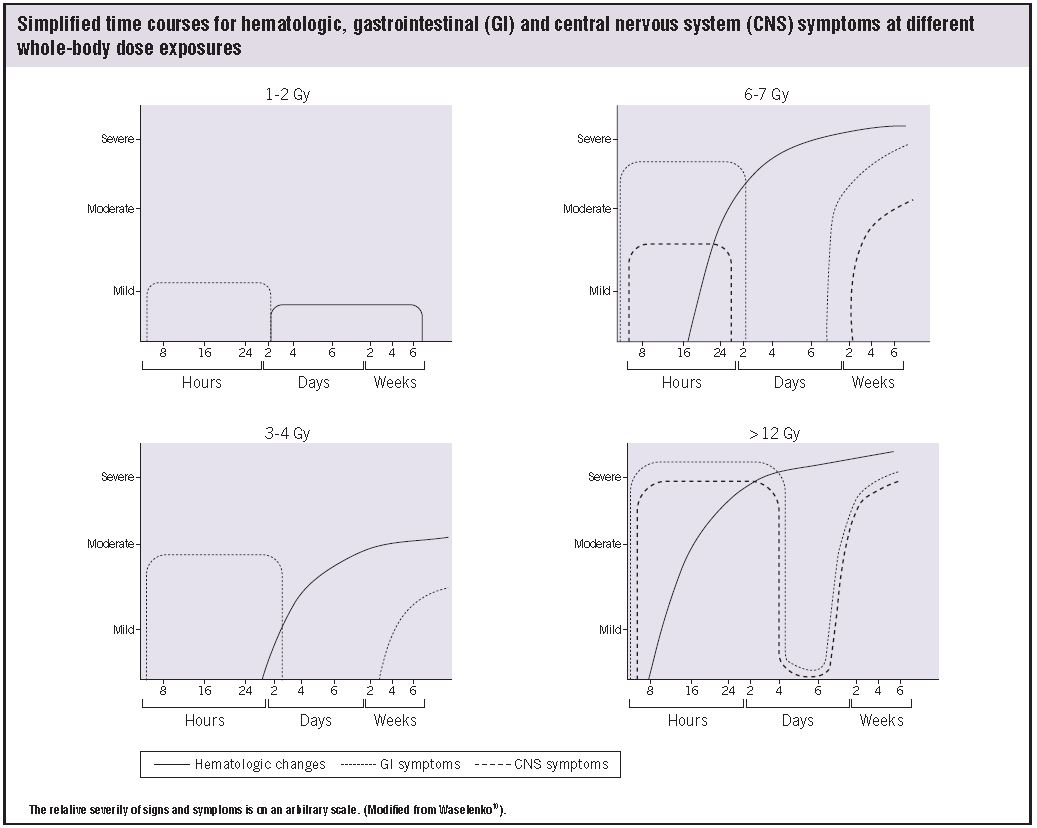 Simplified time courses for hematologic, gastrointestinal (GI) and central nervous system (CNS) symptoms at different
whole-body dose exposures
1-2 Gy
Severe
Moderate
Mild
8 16 24 2 4 6 2 4 6
Hours Days Weeks
6-7 Gy
Severe
Moderate
Mild
8 16 24 2 4 6 2 4 6
Hours Days Weeks
3-4 Gy
Severe
Moderate
Mild
8 16 24 2 4 6 2 4 6
Hours Days Weeks
>12 Gy
Severe
Moderate
Mild
8 16 24 2 4 6 2 4 6
Hours Days Weeks
Hematologic changes GI symptoms CNS symptoms
The relative severity of signs and symptoms is on an arbitrary scale. (Modified from Waselenko¹⁹).